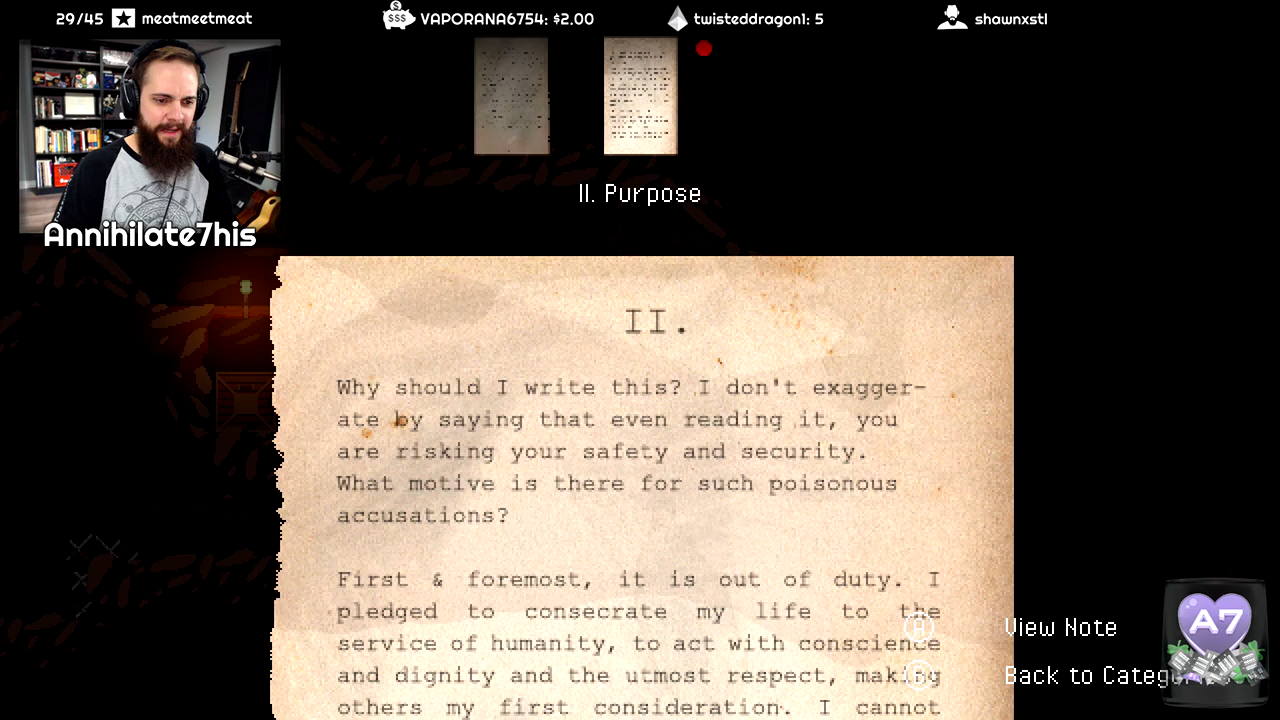 29/45 meatmeetmeat
$$$ VAPORANA6754: $2.00
twisteddragon1: 5
shawnxstl
Annihilate7his
II. Purpose
II.
Why should I write this? I don't exagger-
ate by saying that even reading it, you
are risking your safety and security.
What motive is there for such poisonous
accusations?
First & foremost, it is out of duty. I
pledged to consecrate my life to the
service of humanity, to act with conscience
and dignity and the utmost respect, making
others my first consideration. I cannot
A View Note
B Back to Categ
A7